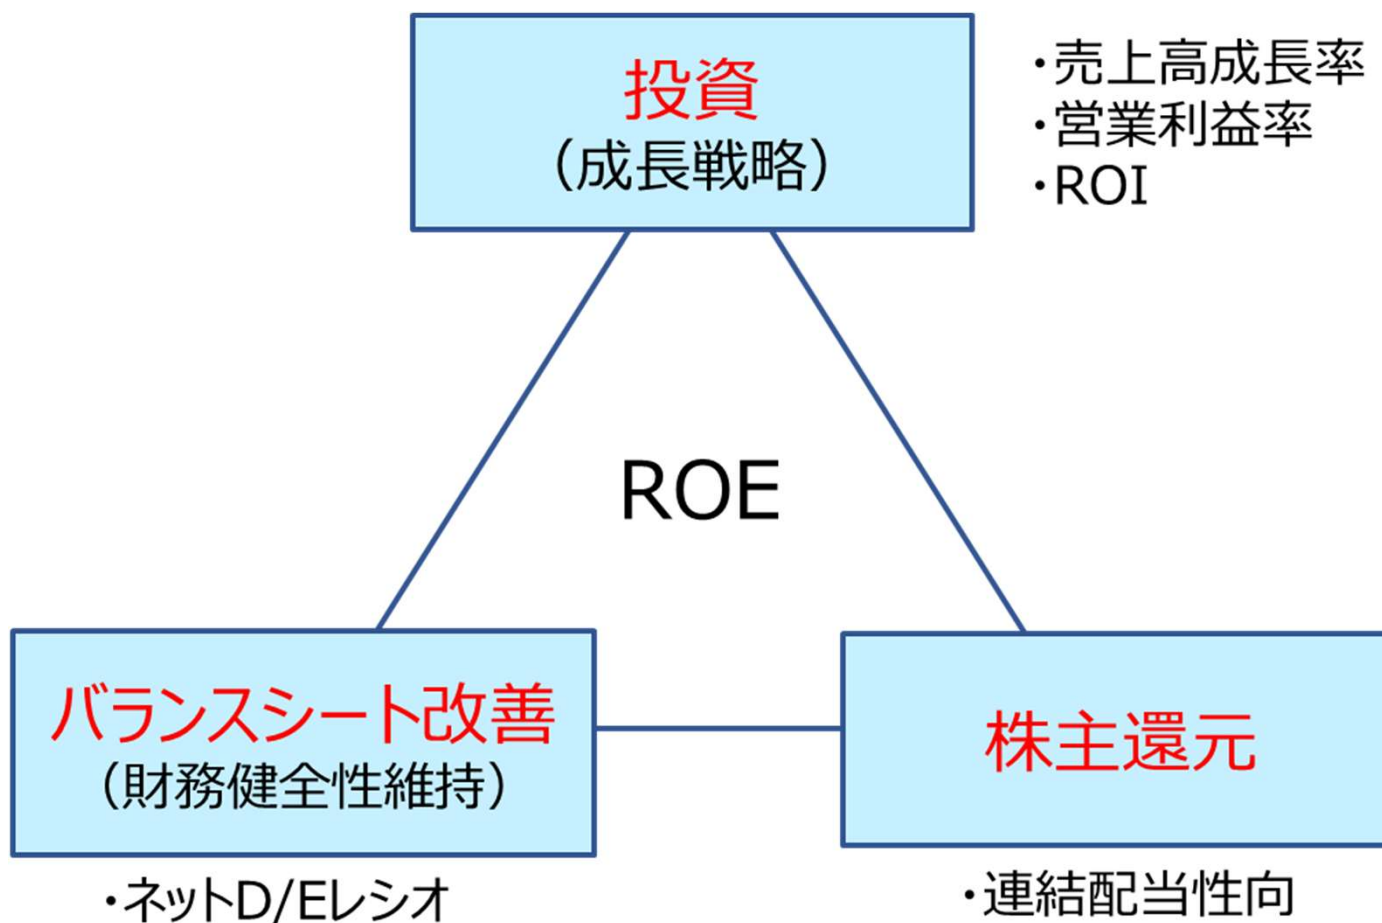 投資
（成長戦略）
・売上高成長率
・営業利益率
・ROI
ROE
バランスシート改善
（財務健全性維持）
・ネットD/Eレシオ
株主還元
・連結配当性向